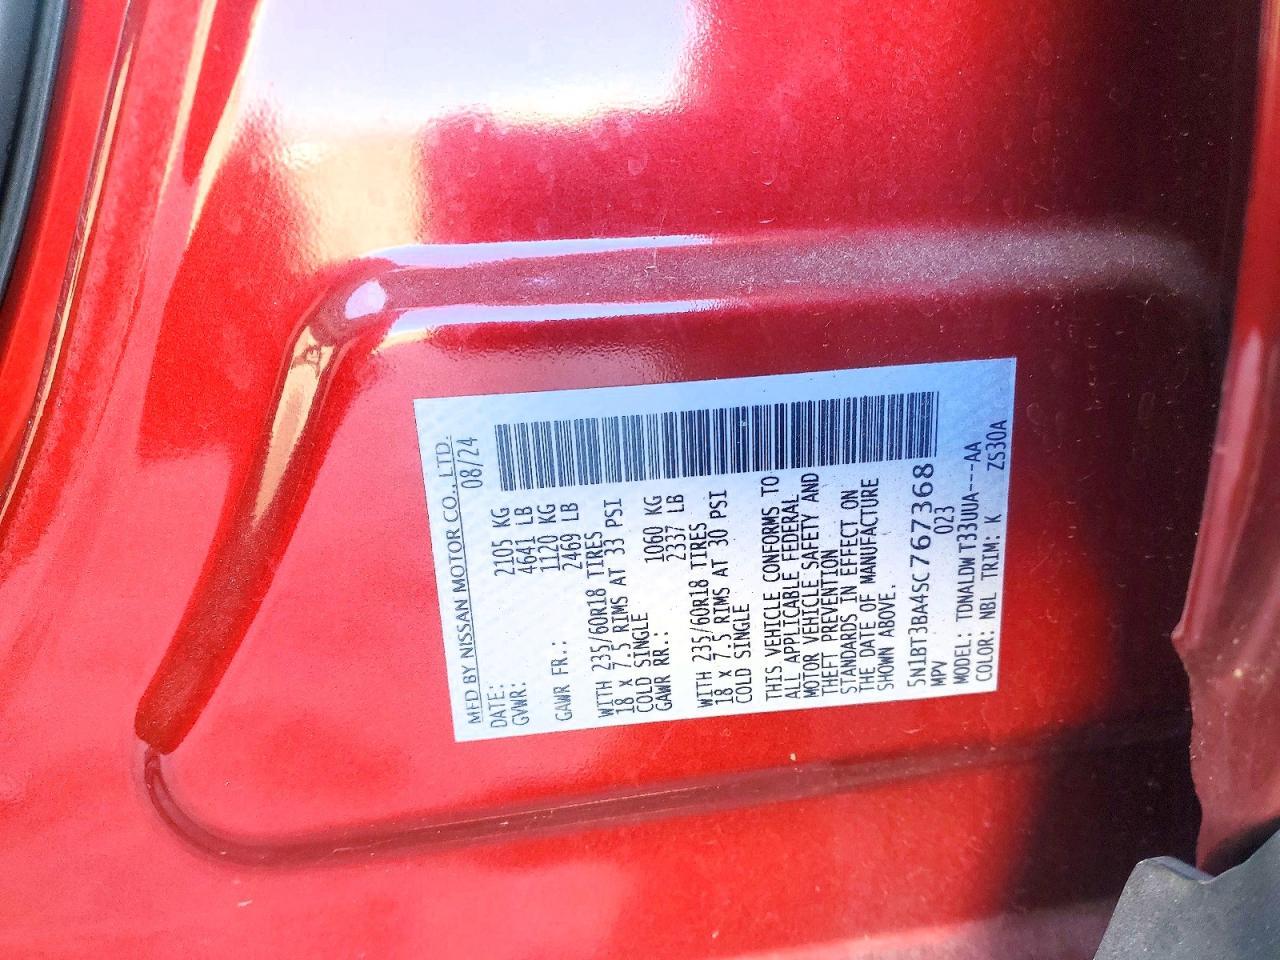 MFD BY NISSAN MOTOR CO., LTD.
DATE: 08/24
GVWR: 2105 KG
4641 LB
GAWR FR.: 1120 KG
2469 LB
WITH 235/60R18 TIRES
18 x 7.5 RIMS AT 33 PSI
COLD SINGLE
GAWR RR.: 1060 KG
2337 LB
WITH 235/60R18 TIRES
18 x 7.5 RIMS AT 30 PSI
COLD SINGLE
THIS VEHICLE CONFORMS TO
ALL APPLICABLE FEDERAL
MOTOR VEHICLE SAFETY AND
THEFT PREVENTION
STANDARDS IN EFFECT ON
THE DATE OF MANUFACTURE
SHOWN ABOVE.
5N1BT3BA4SC767368
MPV 023
MODEL: TDNALDWT33UUA---AA
COLOR: NBL TRIM: K ZS30A